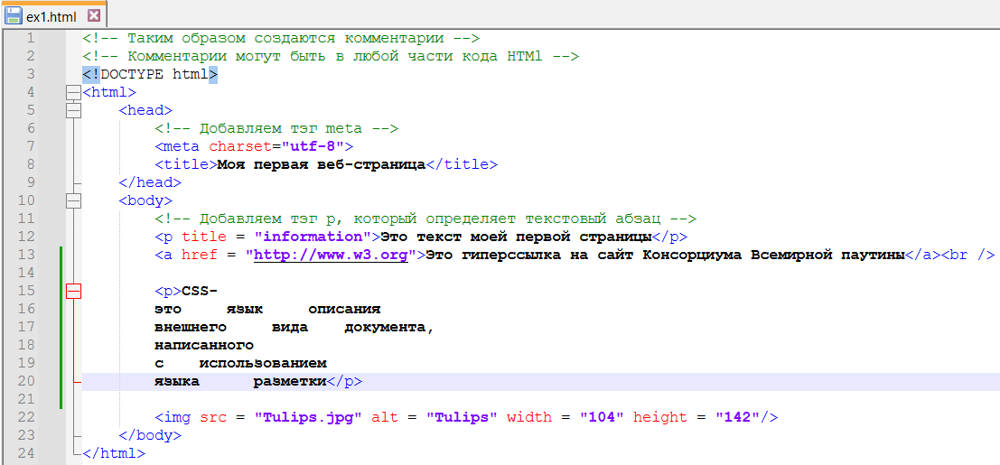 ex1.html
1 <!-- Таким образом создаются комментарии -->
2 <!-- Комментарии могут быть в любой части кода HTMl -->
3 <!DOCTYPE html>
4 <html>
5 <head>
6 <!-- Добавляем тэг meta -->
7 <meta charset="utf-8">
8 <title>Моя первая веб-страница</title>
9 </head>
10 <body>
11 <!-- Добавляем тэг p, который определяет текстовый абзац -->
12 <p title = "information">Это текст моей первой страницы</p>
13 <a href = "http://www.w3.org">Это гиперссылка на сайт Консорциума Всемирной паутины</a><br />
14
15 <p>CSS-
16 это     язык     описания
17 внешнего     вида    документа,
18 написанного
19 с    использованием
20 языка      разметки</p>
21
22 <img src = "Tulips.jpg" alt = "Tulips" width = "104" height = "142"/>
23 </body>
24 </html>